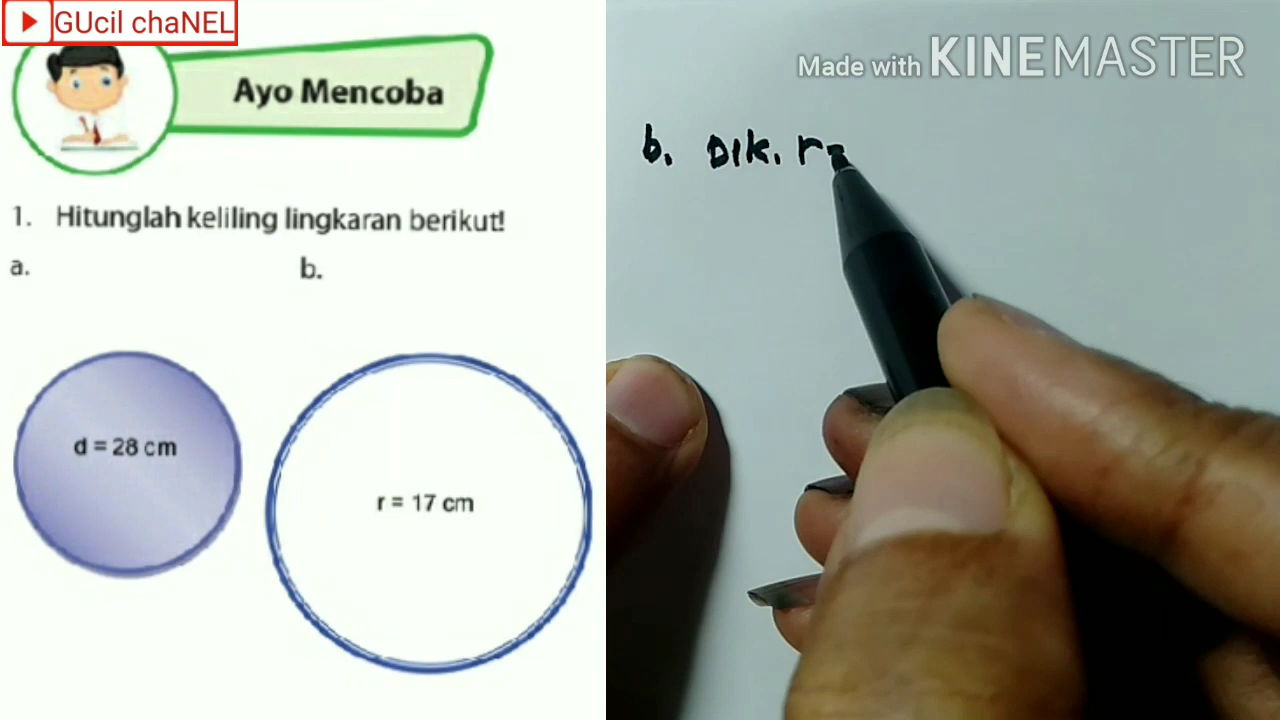 GUcil chaNEL
Ayo Mencoba
1. Hitunglah keliling lingkaran berikut!
a. b.
d = 28 cm
r = 17 cm
Made with KINEMASTER
b. Dik. r=